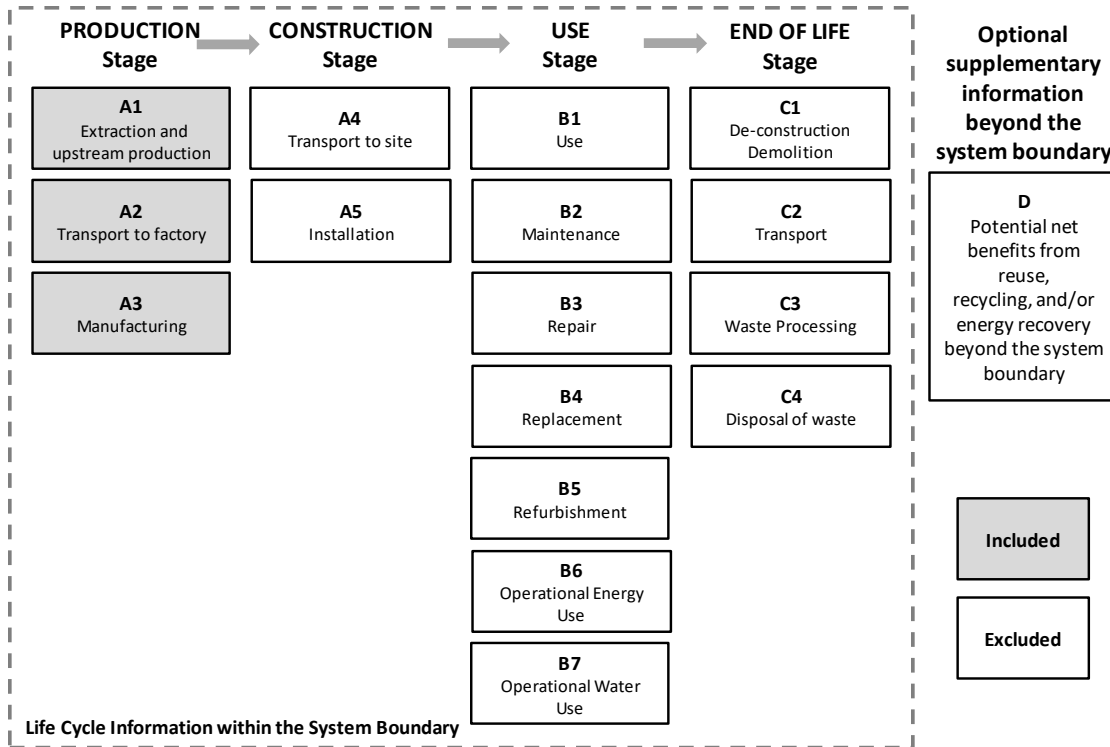 PRODUCTION
Stage
CONSTRUCTION
Stage
USE
Stage
END OF LIFE
Stage
A1
Extraction and
upstream production
A2
Transport to factory
A3
Manufacturing
A4
Transport to site
A5
Installation
B1
Use
B2
Maintenance
B3
Repair
B4
Replacement
B5
Refurbishment
B6
Operational Energy
Use
B7
Operational Water
Use
C1
De-construction
Demolition
C2
Transport
C3
Waste Processing
C4
Disposal of waste
Life Cycle Information within the System Boundary
Optional
supplementary
information
beyond the
system boundary
D
Potential net
benefits from
reuse,
recycling, and/or
energy recovery
beyond the system
boundary
Included
Excluded